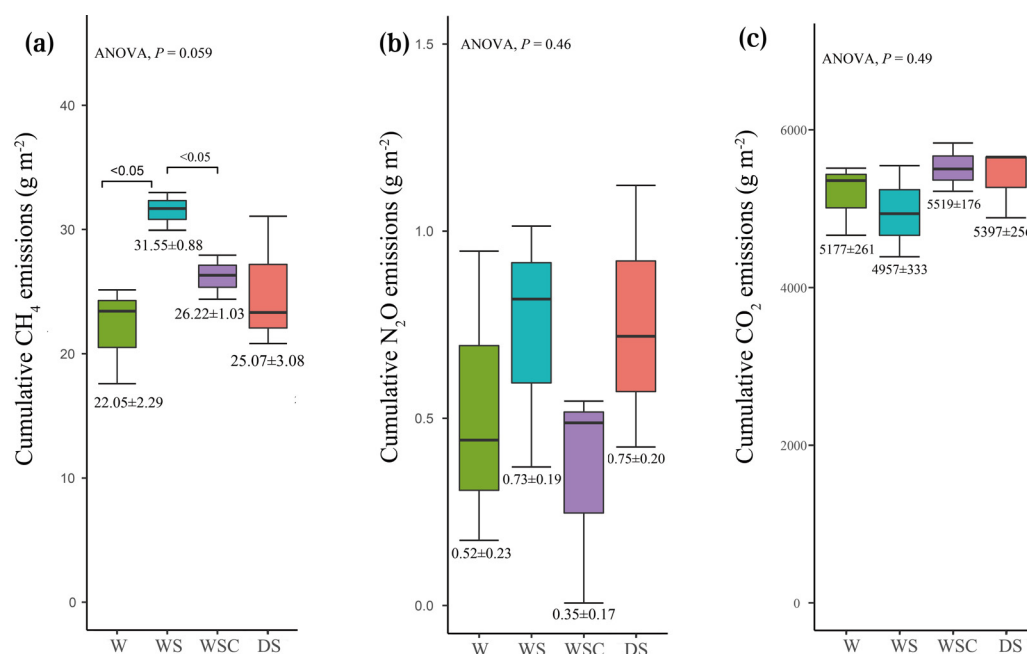 (a)
ANOVA, P = 0.059
Cumulative CH4 emissions (g m-2)
40
30
20
10
0
<0.05
<0.05
31.55±0.88
26.22±1.03
25.07±3.08
22.05±2.29
W WS WSC DS
(b)
ANOVA, P = 0.46
Cumulative N2O emissions (g m-2)
1.5
1.0
0.5
0.0
0.73±0.19
0.75±0.20
0.52±0.23
0.35±0.17
W WS WSC DS
(c)
ANOVA, P = 0.49
Cumulative CO2 emissions (g m-2)
6000
4000
2000
0
5519±176
5397±256
5177±261
4957±333
W WS WSC DS